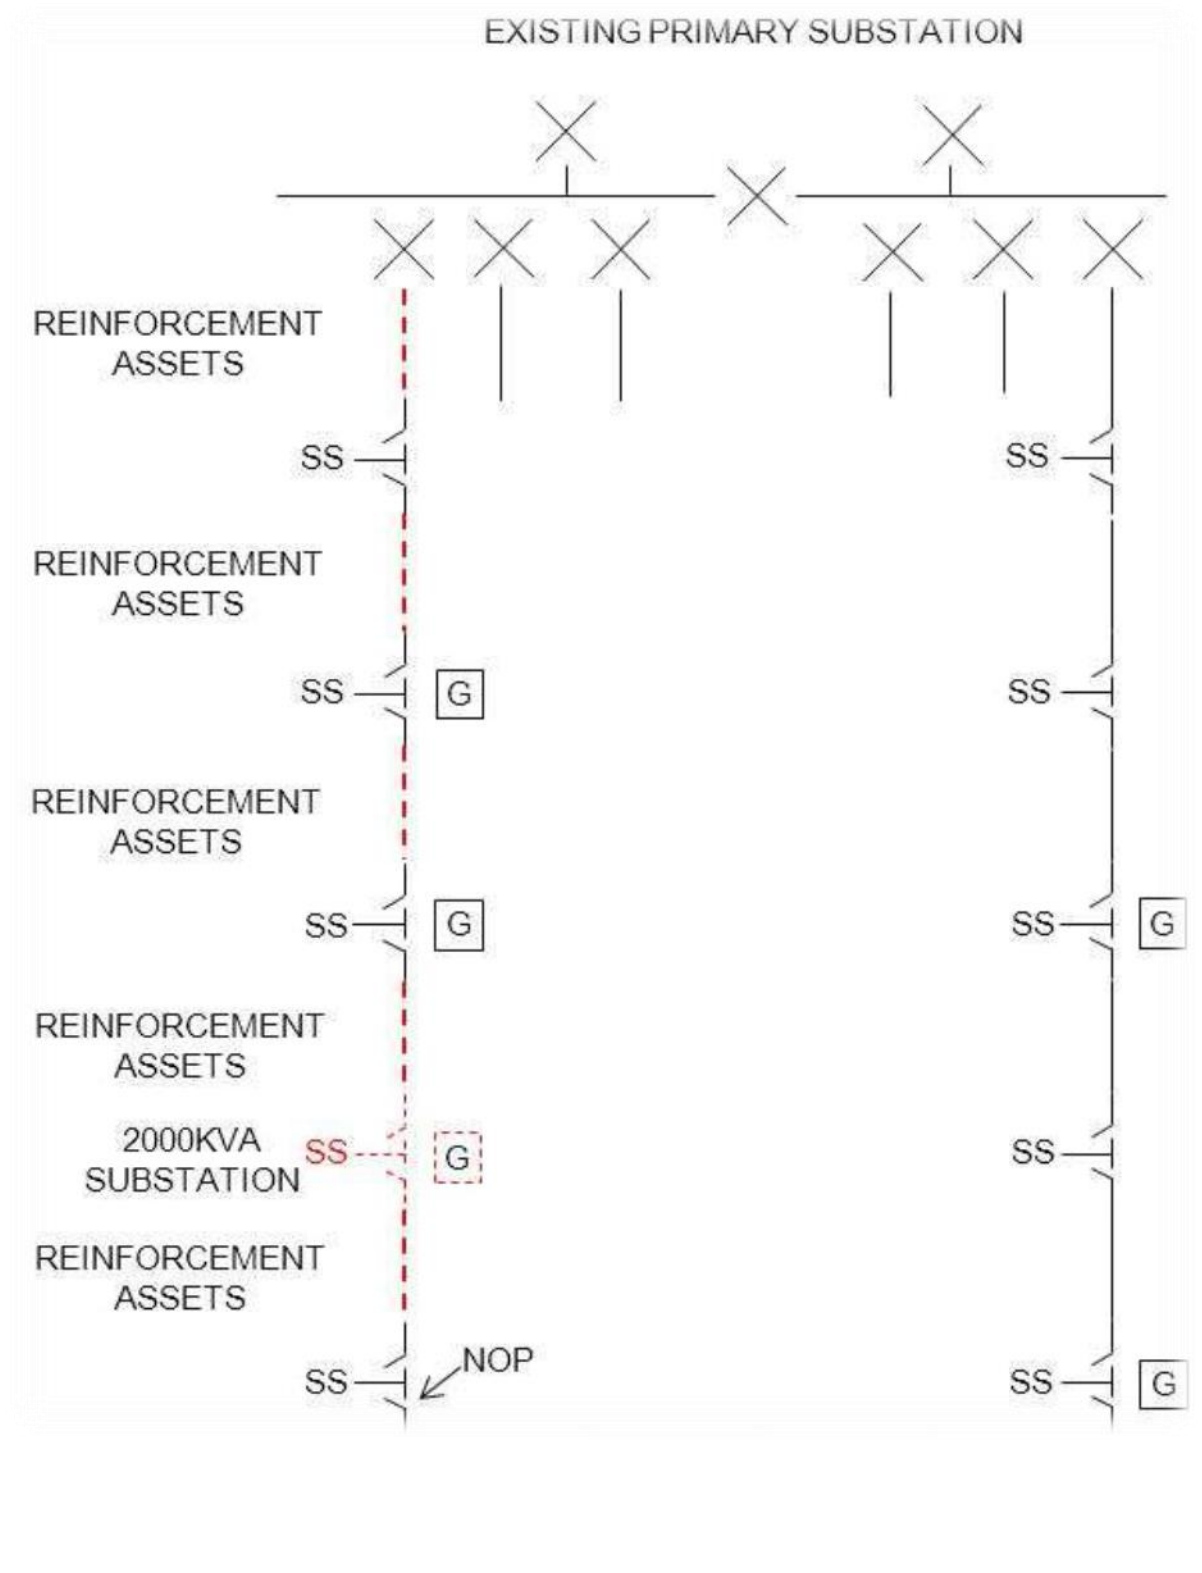 EXISTING PRIMARY SUBSTATION
REINFORCEMENT
ASSETS
SS
SS
REINFORCEMENT
ASSETS
SS
G
SS
REINFORCEMENT
ASSETS
SS
G
SS
G
REINFORCEMENT
ASSETS
2000KVA
SUBSTATION
SS
G
SS
REINFORCEMENT
ASSETS
NOP
SS
SS
G